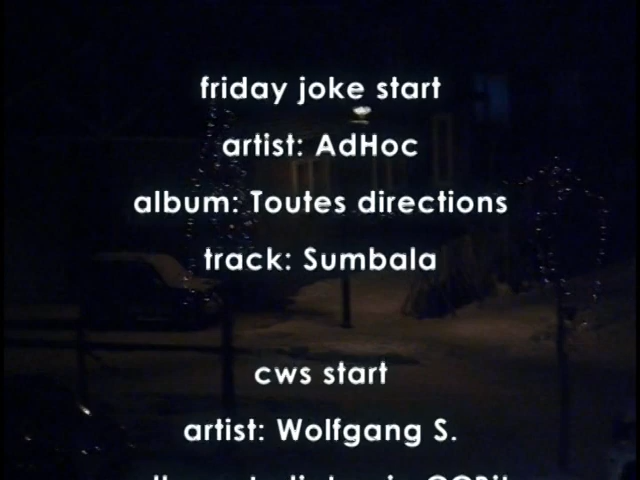 friday joke start
artist: AdHoc
album: Toutes directions
track: Sumbala
cws start
artist: Wolfgang S.